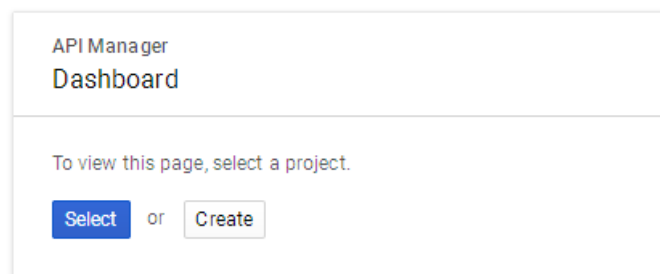 API Manager
Dashboard
To view this page, select a project.
Select or Create